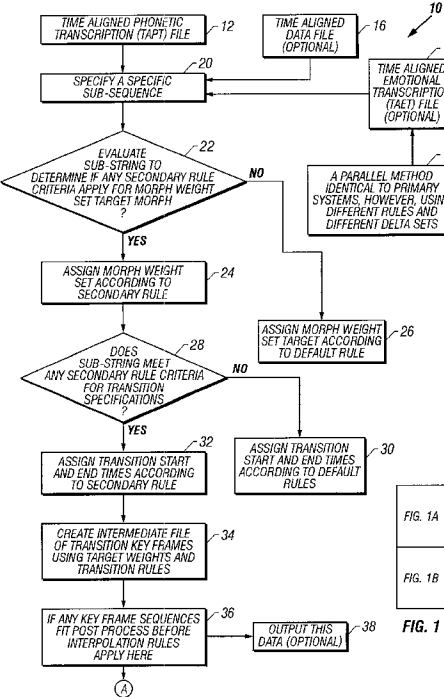 10
TIME ALIGNED PHONETIC
TRANSCRIPTION (TAPT) FILE
12
TIME ALIGNED
DATA FILE
(OPTIONAL)
16
20
SPECIFY A SPECIFIC
SUB-SEQUENCE
TIME ALIGNED
EMOTIONAL
(TAET) FILE
(OPTIONAL)
22
EVALUATE
SUB-STRING TO
DETERMINE IF ANY SECONDARY RULE
CRITERIA APPLY FOR MORPH WEIGHT
SET TARGET MORPH
?
NO
YES
A PARALLEL METHOD
IDENTICAL TO PRIMARY
SYSTEMS, HOWEVER,
DIFFERENT RULES AND
DIFFERENT DELTA SETS
ASSIGN MORPH WEIGHT
SET ACCORDING TO
SECONDARY RULE
24
ASSIGN MORPH WEIGHT
SET TARGET ACCORDING
TO DEFAULT RULE
26
28
DOES
SUB-STRING MEET
ANY SECONDARY RULE CRITERIA
FOR TRANSITION
SPECIFICATIONS
?
NO
YES
32
ASSIGN TRANSITION START
AND END TIMES ACCORDING
TO SECONDARY RULE
ASSIGN TRANSITION START
AND END TIMES
ACCORDING TO DEFAULT
RULES
30
CREATE INTERMEDIATE FILE
OF TRANSITION KEY FRAMES
USING TARGET WEIGHTS AND
TRANSITION RULES
34
IF ANY KEY FRAME SEQUENCES
FIT POST PROCESS BEFORE
INTERPOLATION RULES
APPLY HERE
36
OUTPUT THIS
DATA (OPTIONAL)
38
A
FIG. 1A
FIG. 1B
FIG. 1